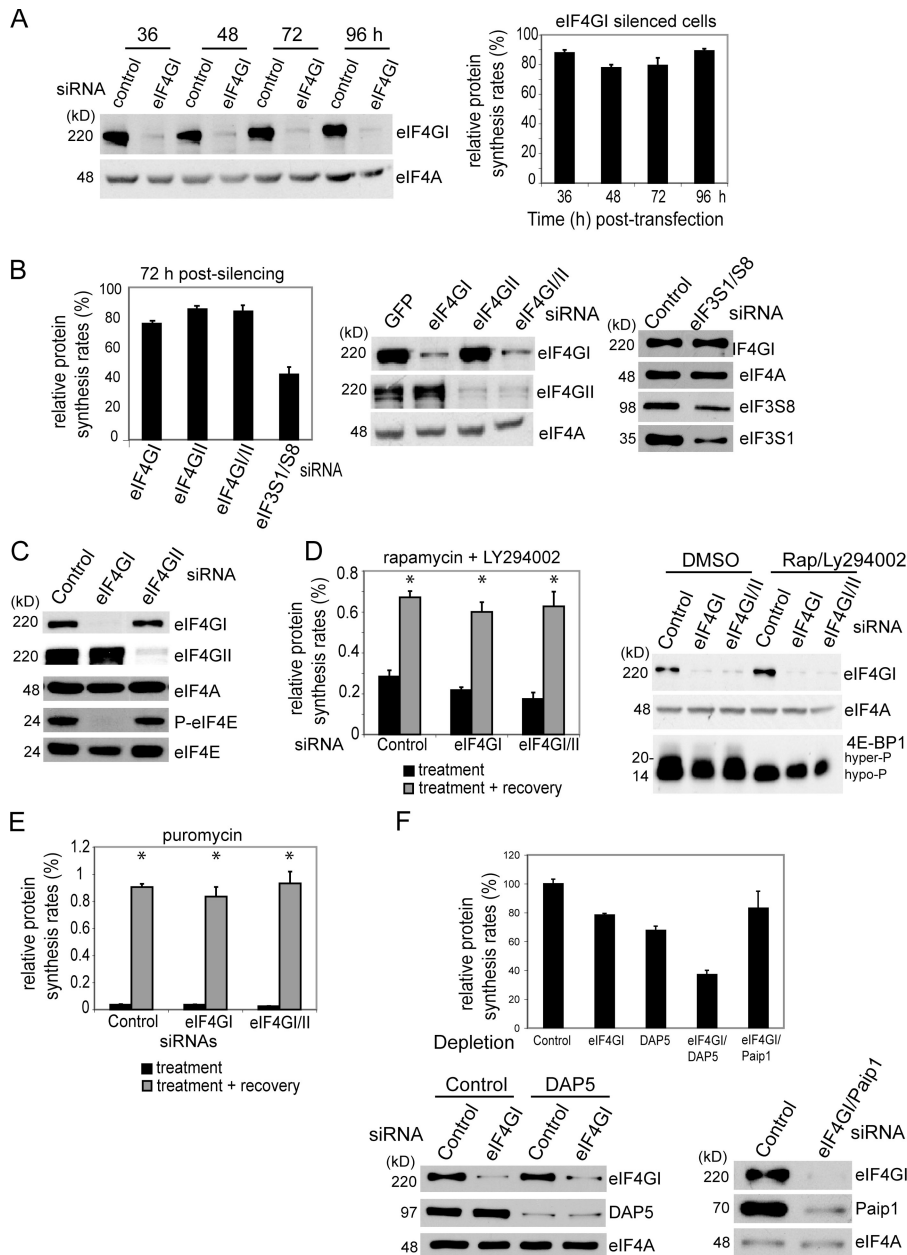 A
36 48 72 96 h
siRNA control eIF4GI control eIF4GI control eIF4GI control eIF4GI
(kD)
220 eIF4GI
48 eIF4A
eIF4GI silenced cells
relative protein
synthesis rates (%)
100
80
60
40
20
0
36 48 72 96 h
Time (h) post-transfection
B
72 h post-silencing
relative protein
synthesis rates (%)
80
80
60
40
20
0
eIF4GI eIF4GII eIF4GI/II eIF3S1/S8 siRNA
GFP eIF4GI eIF4GII eIF4GI/II siRNA
(kD)
220 eIF4GI
220 eIF4GII
48 eIF4A
Control eIF3S1/S8 siRNA
(kD)
220 IF4GI
48 eIF4A
98 eIF3S8
35 eIF3S1
C
Control eIF4GI eIF4GII siRNA
(kD)
220 eIF4GI
220 eIF4GII
48 eIF4A
24 P-eIF4E
24 eIF4E
D
rapamycin + LY294002
relative protein
synthesis rates (%)
0.8
0.6
0.4
0.2
0
* * *
siRNA Control eIF4GI eIF4GI/II
treatment
treatment + recovery
DMSO Rap/Ly294002
Control eIF4GI eIF4GI/II Control eIF4GI eIF4GI/II siRNA
(kD)
220 eIF4GI
48 eIF4A
4E-BP1
20- hyper-P
14 hypo-P
E
puromycin
relative protein
synthesis rates (%)
1.2
1
0.8
0.6
0.4
0.2
0
* * *
Control eIF4GI eIF4GI/II
siRNAs
treatment
treatment + recovery
F
relative protein
synthesis rates (%)
120
100
80
60
40
20
0
Depletion Control eIF4GI DAP5 eIF4GI/ DAP5 eIF4GI/ Paip1
Control DAP5
siRNA Control eIF4GI Control eIF4GI
(kD)
220 eIF4GI
97 DAP5
48 eIF4A
Control eIF4GI/Paip1 siRNA
(kD)
220 eIF4GI
70 Paip1
48 eIF4A